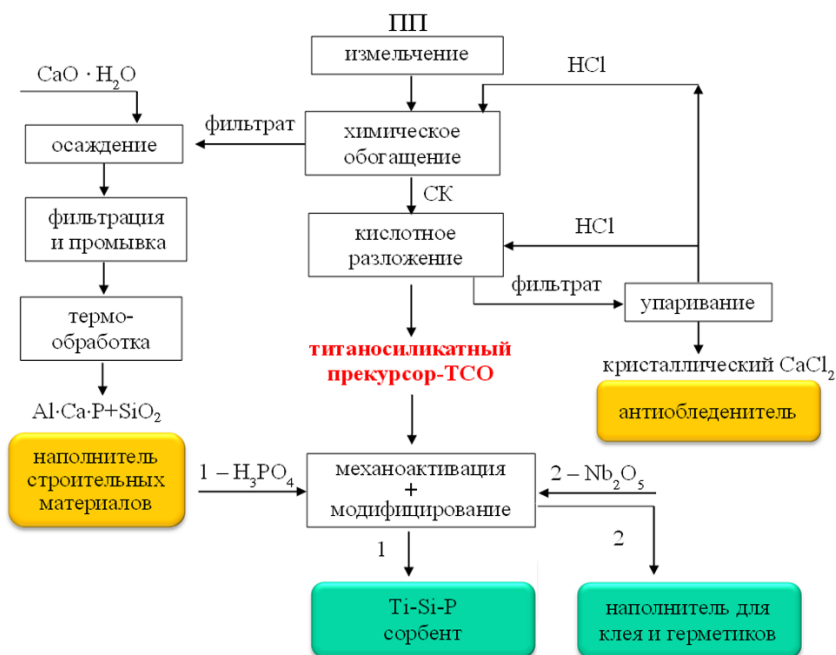 ПП
измельчение
HCl
CaO · H₂O
фильтрат
осаждение
химическое
обогащение
СК
фильтрация
и промывка
кислотное
разложение
HCl
фильтрат
упаривание
термо-
обработка
титаносиликатный
прекурсор-ТСО
кристаллический CaCl₂
антиобледенитель
Al·Ca·P+SiO₂
наполнитель
строительных
материалов
1 – H₃PO₄
механоактивация
+
модифицирование
2 – Nb₂O₅
1
2
Ti-Si-P
сорбент
наполнитель для
клея и герметиков